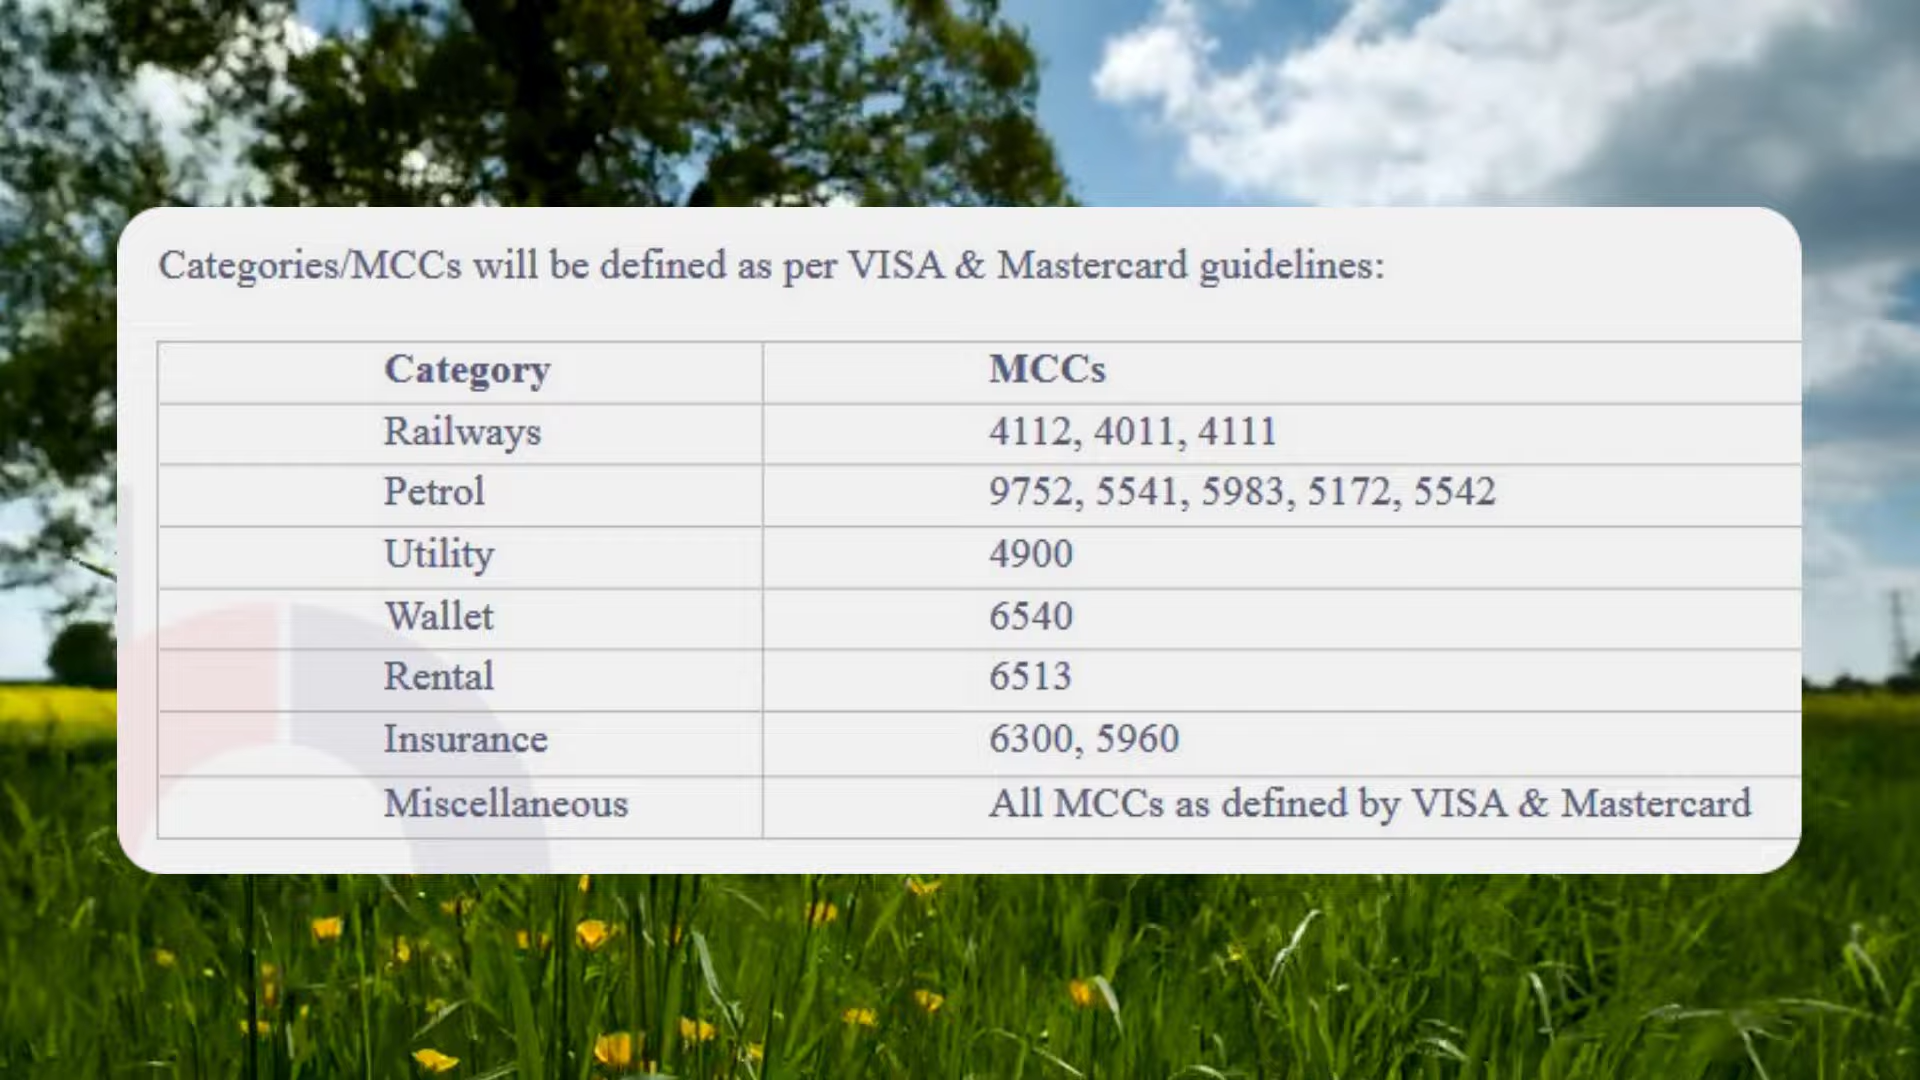 Categories/MCCs will be defined as per VISA & Mastercard guidelines:
Category MCCs
Railways 4112, 4011, 4111
Petrol 9752, 5541, 5983, 5172, 5542
Utility 4900
Wallet 6540
Rental 6513
Insurance 6300, 5960
Miscellaneous All MCCs as defined by VISA & Mastercard